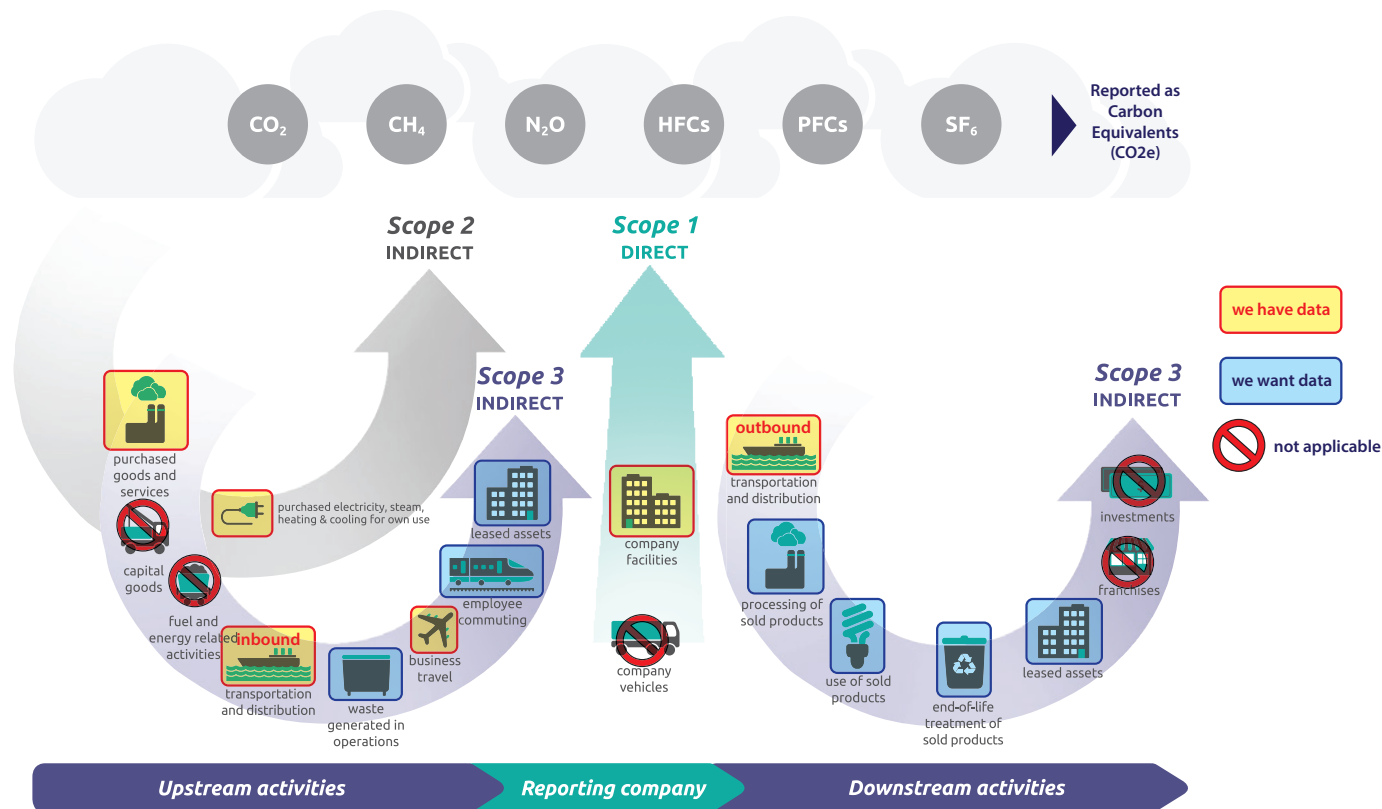 CO₂
CH₄
N₂O
HFCs
PFCs
SF₆
Reported as
Carbon
Equivalents
(CO2e)
Scope 2
INDIRECT
Scope 1
DIRECT
Scope 3
INDIRECT
Scope 3
INDIRECT
we have data
we want data
not applicable
purchased
goods and
services
purchased electricity, steam,
heating & cooling for own use
capital
goods
fuel and
energy related
activities
inbound
transportation
and distribution
waste
generated in
operations
business
travel
employee
commuting
leased assets
company
facilities
company
vehicles
outbound
transportation
and distribution
processing of
sold products
use of sold
products
end-of-life
treatment of
sold products
leased assets
franchises
investments
Upstream activities
Reporting company
Downstream activities